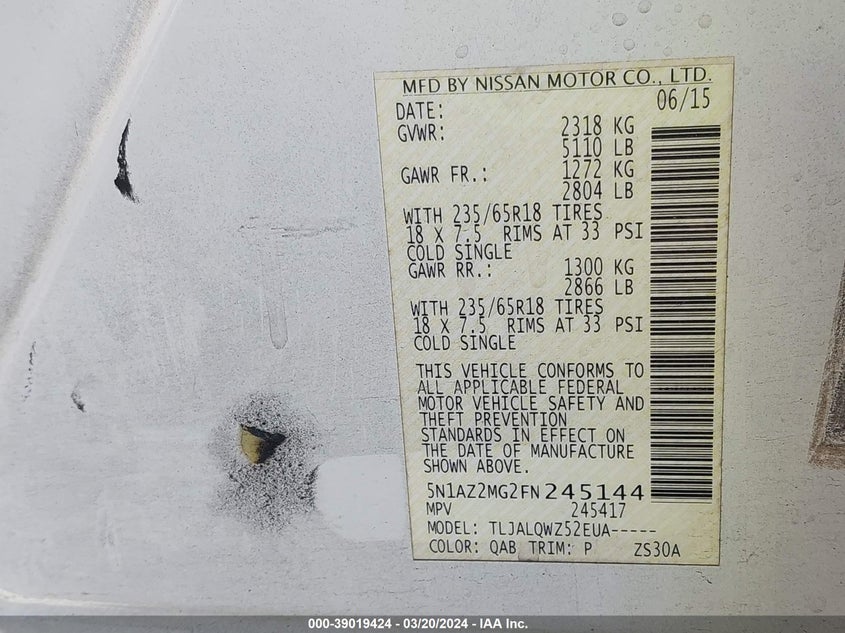 MFD BY NISSAN MOTOR CO., LTD.
DATE: 06/15
GVWR: 2318 KG
5110 LB
GAWR FR.: 1272 KG
2804 LB
WITH 235/65R18 TIRES
18 X 7.5 RIMS AT 33 PSI
COLD SINGLE
GAWR RR.: 1300 KG
2866 LB
WITH 235/65R18 TIRES
18 X 7.5 RIMS AT 33 PSI
COLD SINGLE
THIS VEHICLE CONFORMS TO
ALL APPLICABLE FEDERAL
MOTOR VEHICLE SAFETY AND
THEFT PREVENTION
STANDARDS IN EFFECT ON
THE DATE OF MANUFACTURE
SHOWN ABOVE.
5N1AZ2MG2FN245144
MPV 245417
MODEL: TLJALQWZ52EUA-----
COLOR: QAB TRIM: P ZS30A
000-39019424 - 03/20/2024 - IAA Inc.